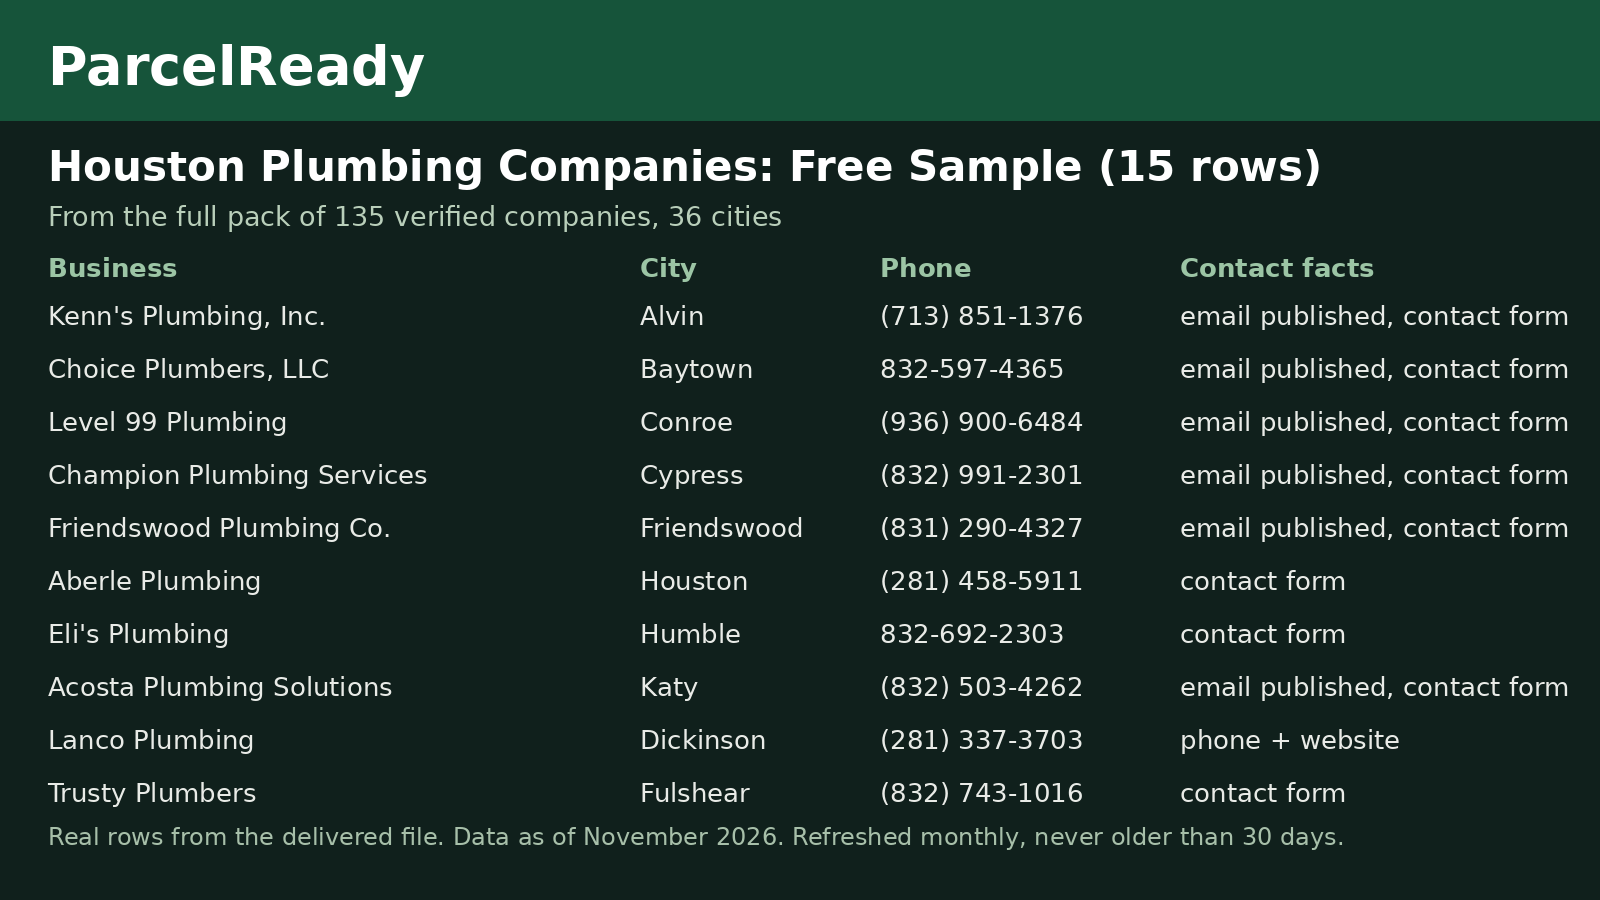 ParcelReady
Houston Plumbing Companies: Free Sample (15 rows)
From the full pack of 135 verified companies, 36 cities
Business City Phone Contact facts
Kenn's Plumbing, Inc. Alvin (713) 851-1376 email published, contact form
Choice Plumbers, LLC Baytown 832-597-4365 email published, contact form
Level 99 Plumbing Conroe (936) 900-6484 email published, contact form
Champion Plumbing Services Cypress (832) 991-2301 email published, contact form
Friendswood Plumbing Co. Friendswood (831) 290-4327 email published, contact form
Aberle Plumbing Houston (281) 458-5911 contact form
Eli's Plumbing Humble 832-692-2303 contact form
Acosta Plumbing Solutions Katy (832) 503-4262 email published, contact form
Lanco Plumbing Dickinson (281) 337-3703 phone + website
Trusty Plumbers Fulshear (832) 743-1016 contact form
Real rows from the delivered file. Data as of November 2026. Refreshed monthly, never older than 30 days.